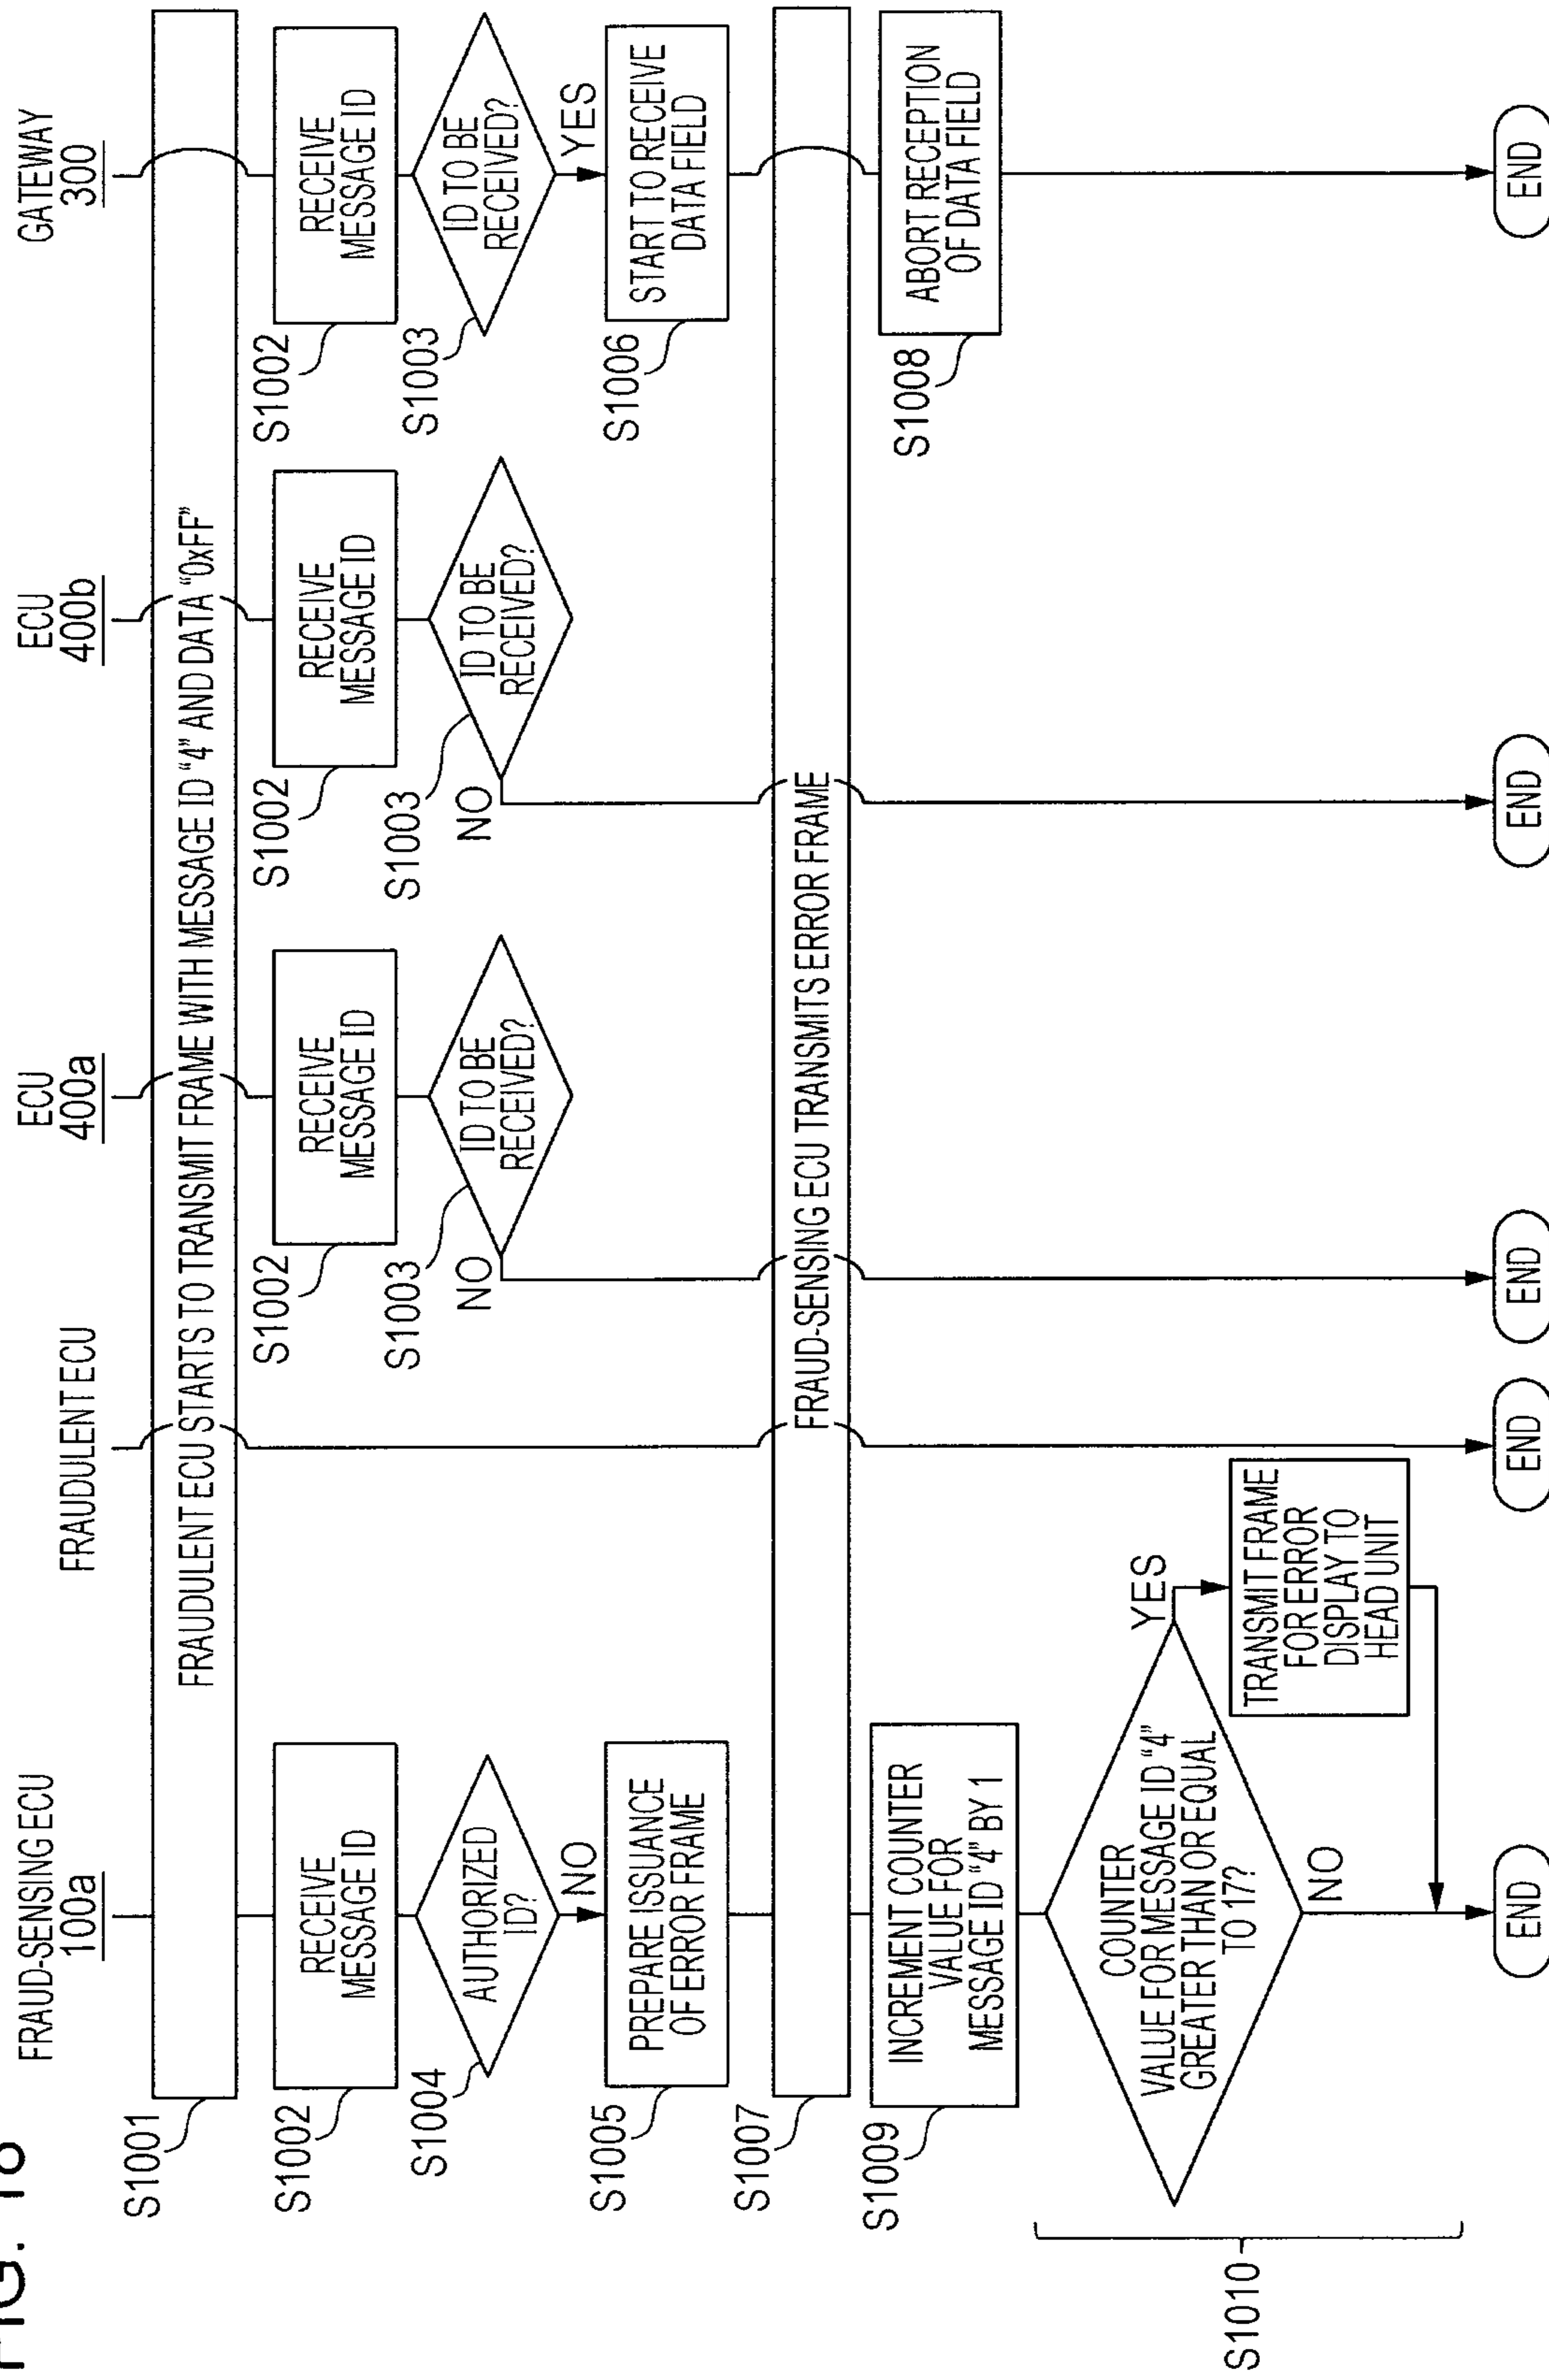 FIG. 18
FRAUD-SENSING ECU
100a
FRAUDULENT ECU
ECU
400a
ECU
400b
GATEWAY
300
S1001
FRAUDULENT ECU STARTS TO TRANSMIT FRAME WITH MESSAGE ID "4" AND DATA "0xFF"
S1002
RECEIVE
MESSAGE ID
S1002
RECEIVE
MESSAGE ID
S1002
RECEIVE
MESSAGE ID
S1002
RECEIVE
MESSAGE ID
S1004
AUTHORIZED
ID?
NO
S1003
ID TO BE
RECEIVED?
NO
S1003
ID TO BE
RECEIVED?
NO
S1003
ID TO BE
RECEIVED?
YES
S1005
PREPARE ISSUANCE
OF ERROR FRAME
S1006
START TO RECEIVE
DATA FIELD
S1007
FRAUD-SENSING ECU TRANSMITS ERROR FRAME
S1009
INCREMENT COUNTER
VALUE FOR
MESSAGE ID "4" BY 1
S1008
ABORT RECEPTION
OF DATA FIELD
S1010
COUNTER
VALUE FOR MESSAGE ID "4"
GREATER THAN OR EQUAL
TO 17?
YES
NO
TRANSMIT FRAME
FOR ERROR
DISPLAY TO
HEAD UNIT
END
END
END
END
END